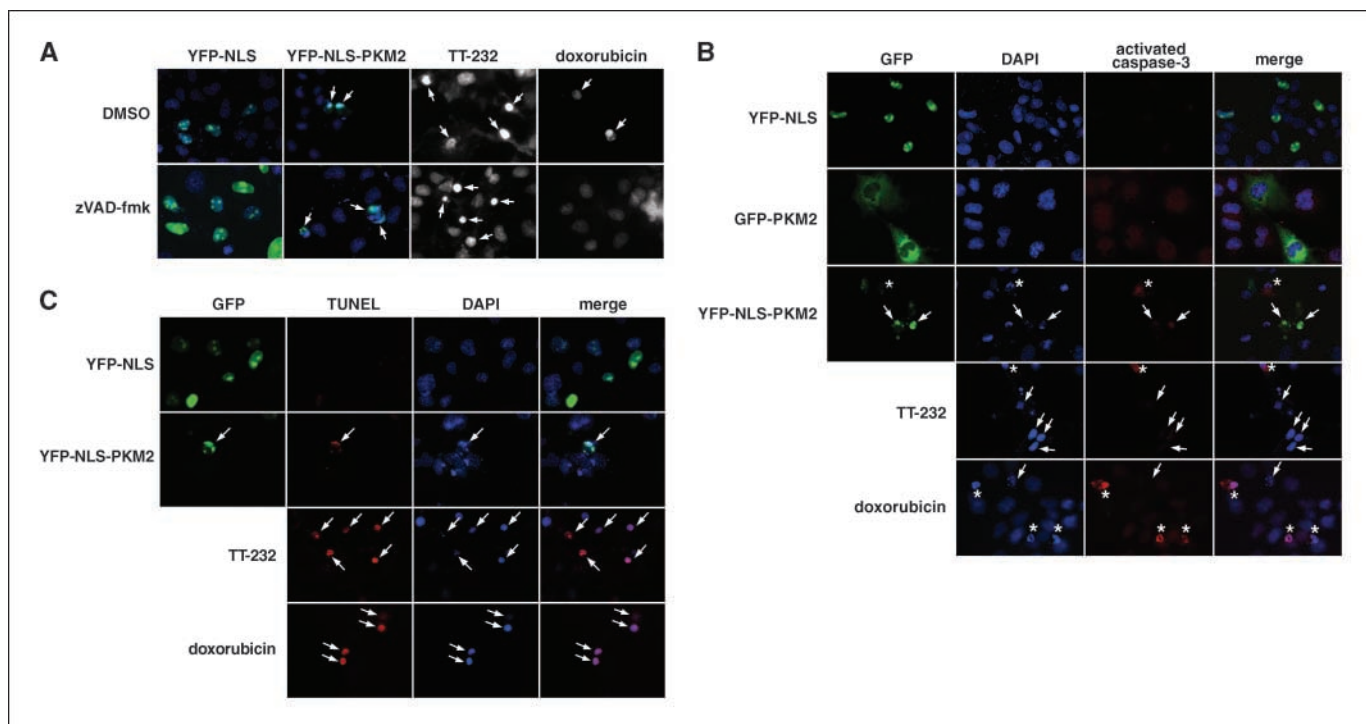 A
YFP-NLS YFP-NLS-PKM2 TT-232 doxorubicin
DMSO
zVAD-fmk
B
GFP DAPI activated caspase-3 merge
YFP-NLS
GFP-PKM2
YFP-NLS-PKM2
TT-232
doxorubicin
C
GFP TUNEL DAPI merge
YFP-NLS
YFP-NLS-PKM2
TT-232
doxorubicin